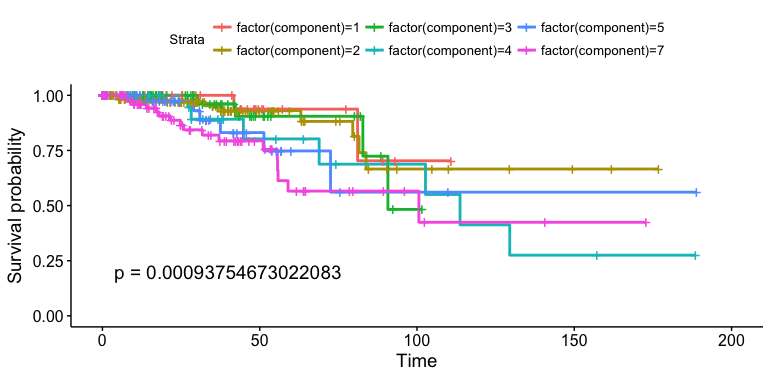 Strata factor(component)=1 factor(component)=3 factor(component)=5
factor(component)=2 factor(component)=4 factor(component)=7
1.00
0.75
0.50
0.25
0.00
Survival probability
p = 0.00093754673022083
0 50 100 150 200
Time